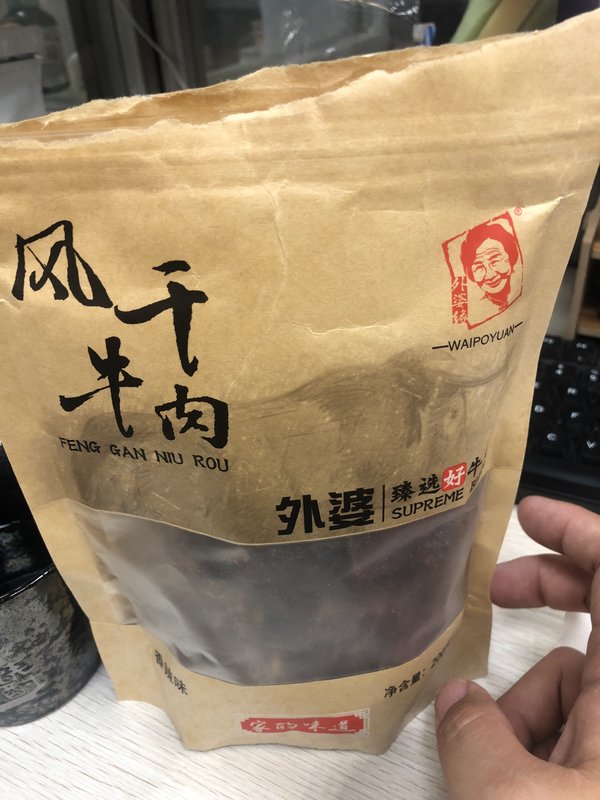 风干
牛肉
FENG GAN NIU ROU
外婆缘
®
WAIPOYUAN
外婆
臻选好牛
SUPREME
香辣味
净含量：200
家的味道